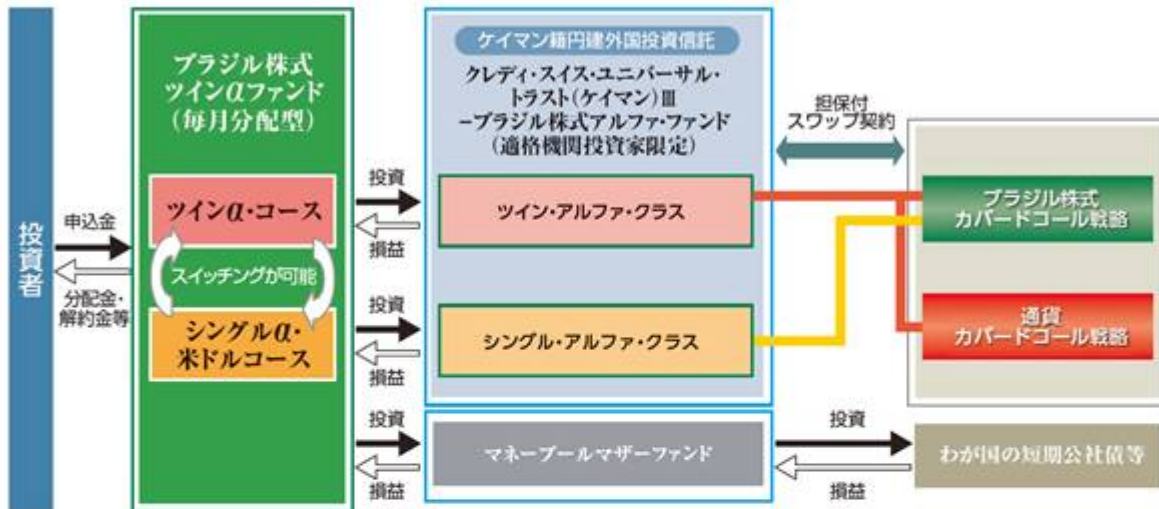 投資者
申込金
分配金・
解約金等
ブラジル株式
ツインαファンド
(毎月分配型)
ツインα・コース
スイッチングが可能
シングルα・
米ドルコース
投資
損益
投資
損益
投資
損益
ケイマン籍円建外国投資信託
クレディ・スイス・ユニバーサル・
トラスト(ケイマン)Ⅲ
−ブラジル株式アルファ・ファンド
(適格機関投資家限定)
ツイン・アルファ・クラス
シングル・アルファ・クラス
マネープールマザーファンド
担保付
スワップ契約
ブラジル株式
カバードコール戦略
通貨
カバードコール戦略
投資
損益
わが国の短期公社債等